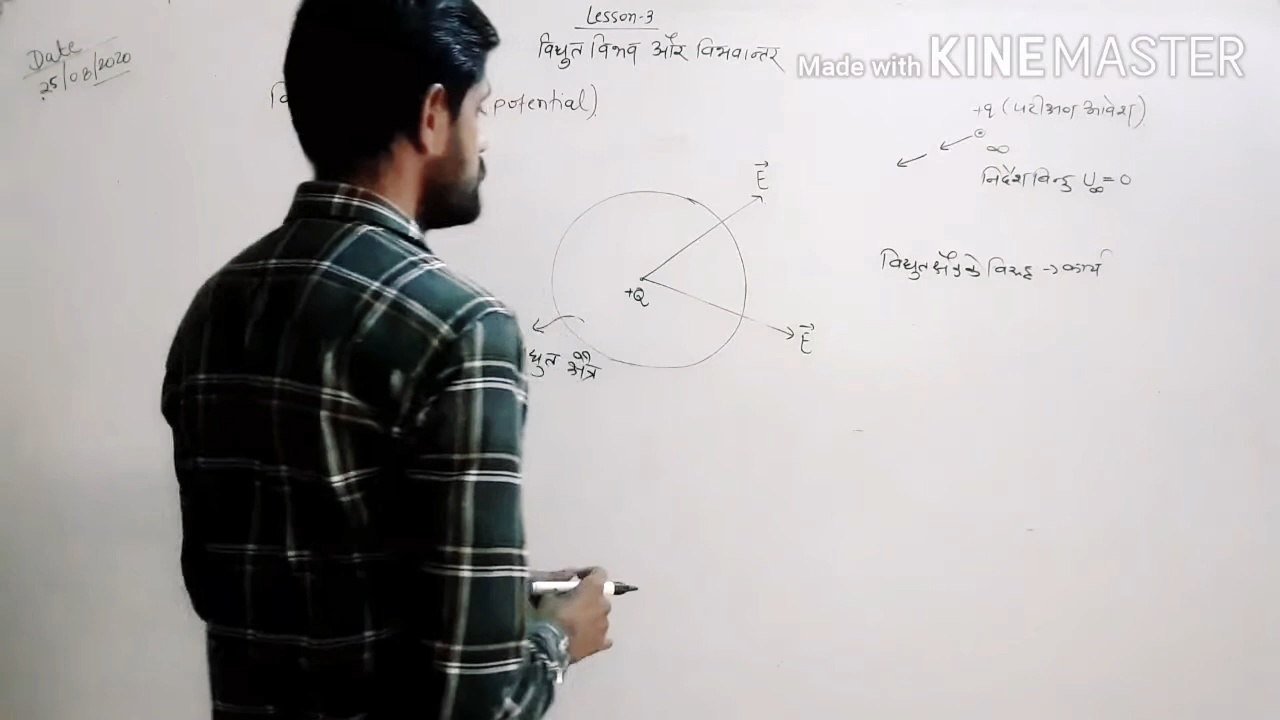 Lesson-3
विद्युत विभव और विभवान्तर
Made with KINEMASTER
Date
25/08/2020
वि
potential)
+q (परीक्षण आवेश)
∞
निर्देश बिन्दु U∞ = 0
E⃗
विद्युत क्षेत्र के विरुद्ध → कार्य
+Q
E⃗
द्युत का
क्षेत्र